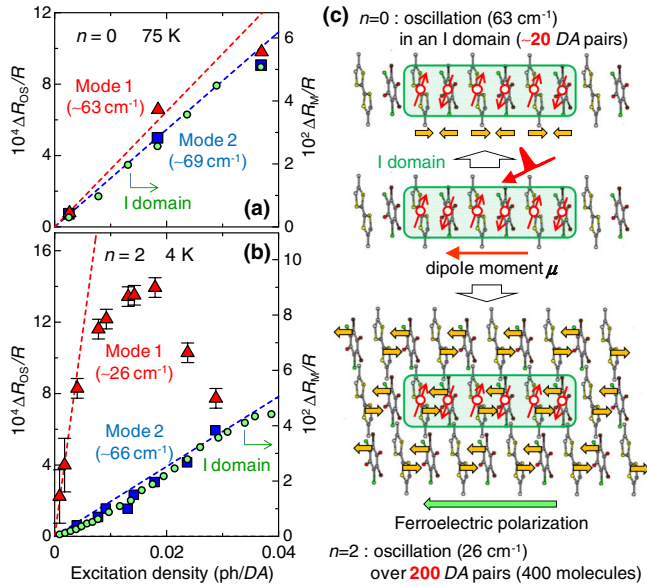 (a)
n=0 75 K
Mode 1
(~63 cm⁻¹)
Mode 2
(~69 cm⁻¹)
I domain
10⁴ ΔR_OS/R
12
8
4
0
10² ΔR_M/R
6
4
2
0
(b)
n=2 4 K
Mode 1
(~26 cm⁻¹)
Mode 2
(~66 cm⁻¹)
I domain
10⁴ ΔR_OS/R
16
12
8
4
0
10² ΔR_M/R
10
8
6
4
2
0
0.00
0.02
0.04
Excitation density (ph/DA)
(c)
n=0 : oscillation (63 cm⁻¹)
in an I domain (~20 DA pairs)
I domain
dipole moment μ
Ferroelectric polarization
n=2 : oscillation (26 cm⁻¹)
over 200 DA pairs (400 molecules)